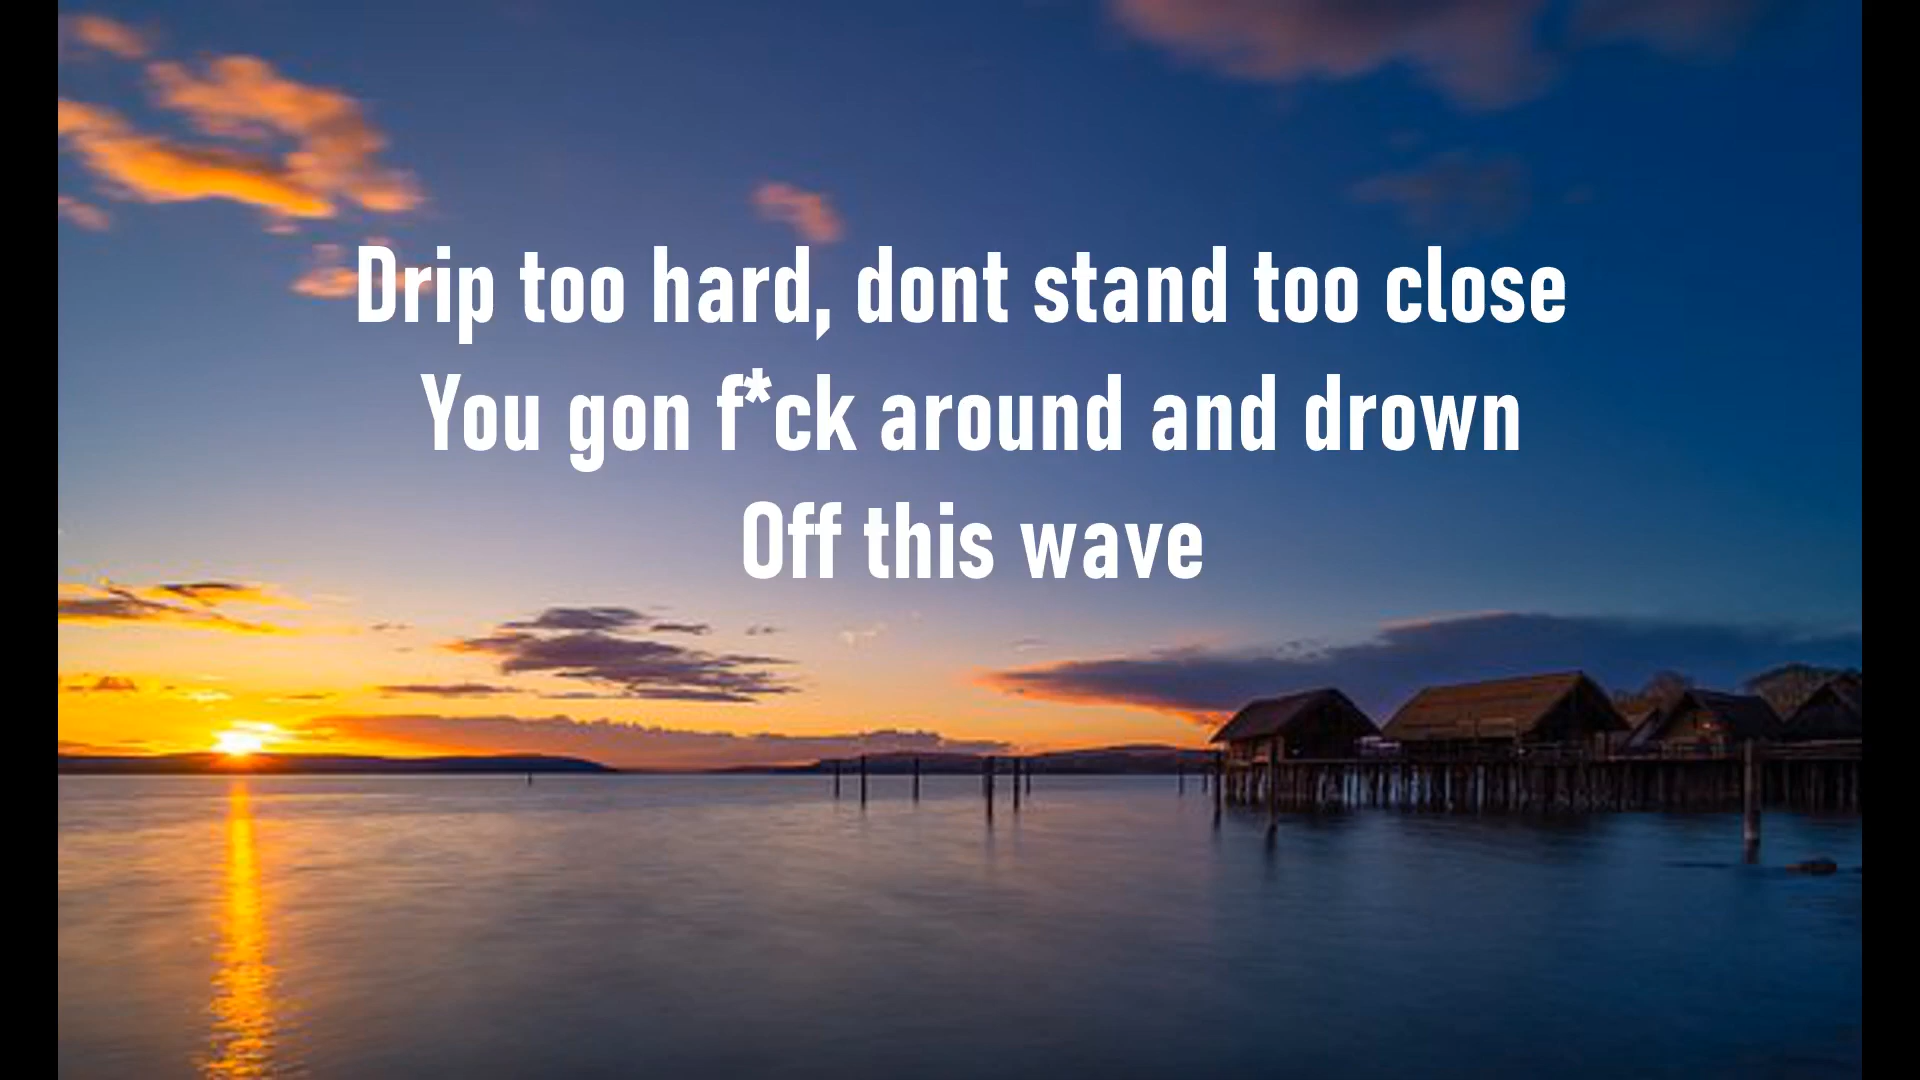 Drip too hard, dont stand too close
You gon f*ck around and drown
Off this wave